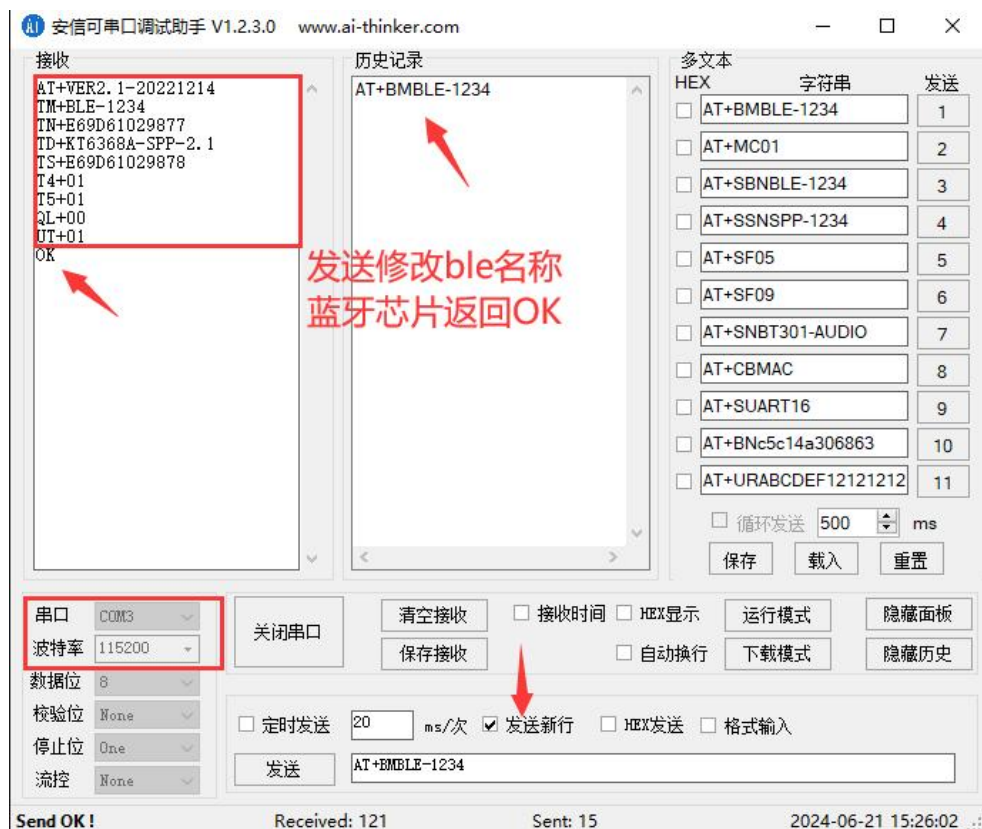 安信可串口调试助手 V1.2.3.0 www.ai-thinker.com
接收
AT+VER2.1-20221214
TM+BLE-1234
TN+E69D61029877
TD+KT6368A-SPP-2.1
TS+E69D61029878
T4+01
T5+01
QL+00
UT+01
OK
历史记录
AT+BMBLE-1234
发送修改ble名称
蓝牙芯片返回OK
多文本
HEX 字符串 发送
AT+BMBLE-1234 1
AT+MC01 2
AT+SBNBLE-1234 3
AT+SSNSPP-1234 4
AT+SF05 5
AT+SF09 6
AT+SNBT301-AUDIO 7
AT+CBMAC 8
AT+SUART16 9
AT+BNc5c14a306863 10
AT+URABCDEF12121212 11
循环发送 500 ms
保存 载入 重置
串口 COM3
波特率 115200
数据位 8
校验位 None
停止位 One
流控 None
关闭串口
清空接收 接收时间 HEX显示 运行模式 隐藏面板
保存接收 自动换行 下载模式 隐藏历史
定时发送 20 ms/次 发送新行 HEX发送 格式输入
发送 AT+BMBLE-1234
Send OK! Received: 121 Sent: 15 2024-06-21 15:26:02